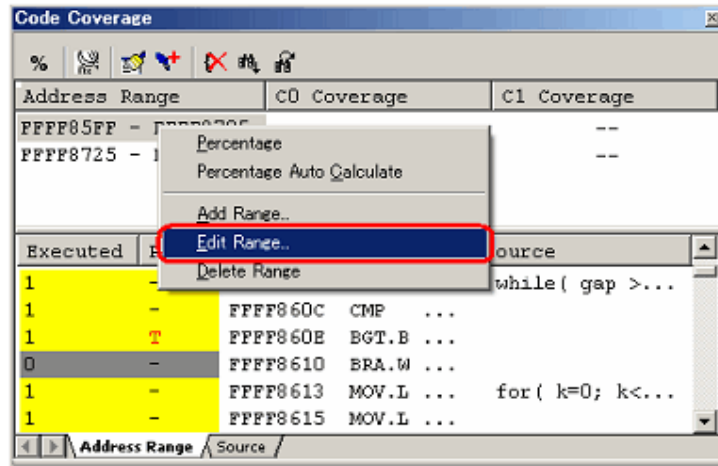 Code Coverage
%
Address Range C0 Coverage C1 Coverage
FFFF85FF - --
FFFF8725 - --
Percentage
Percentage Auto Calculate
Add Range..
Edit Range..
Delete Range
Executed ource
1 - while( gap >...
1 - FFFF860C CMP ...
1 T FFFF860E BGT.B ...
0 - FFFF8610 BRA.W ...
1 - FFFF8613 MOV.L ... for( k=0; k<...
1 - FFFF8615 MOV.L ...
Address Range Source